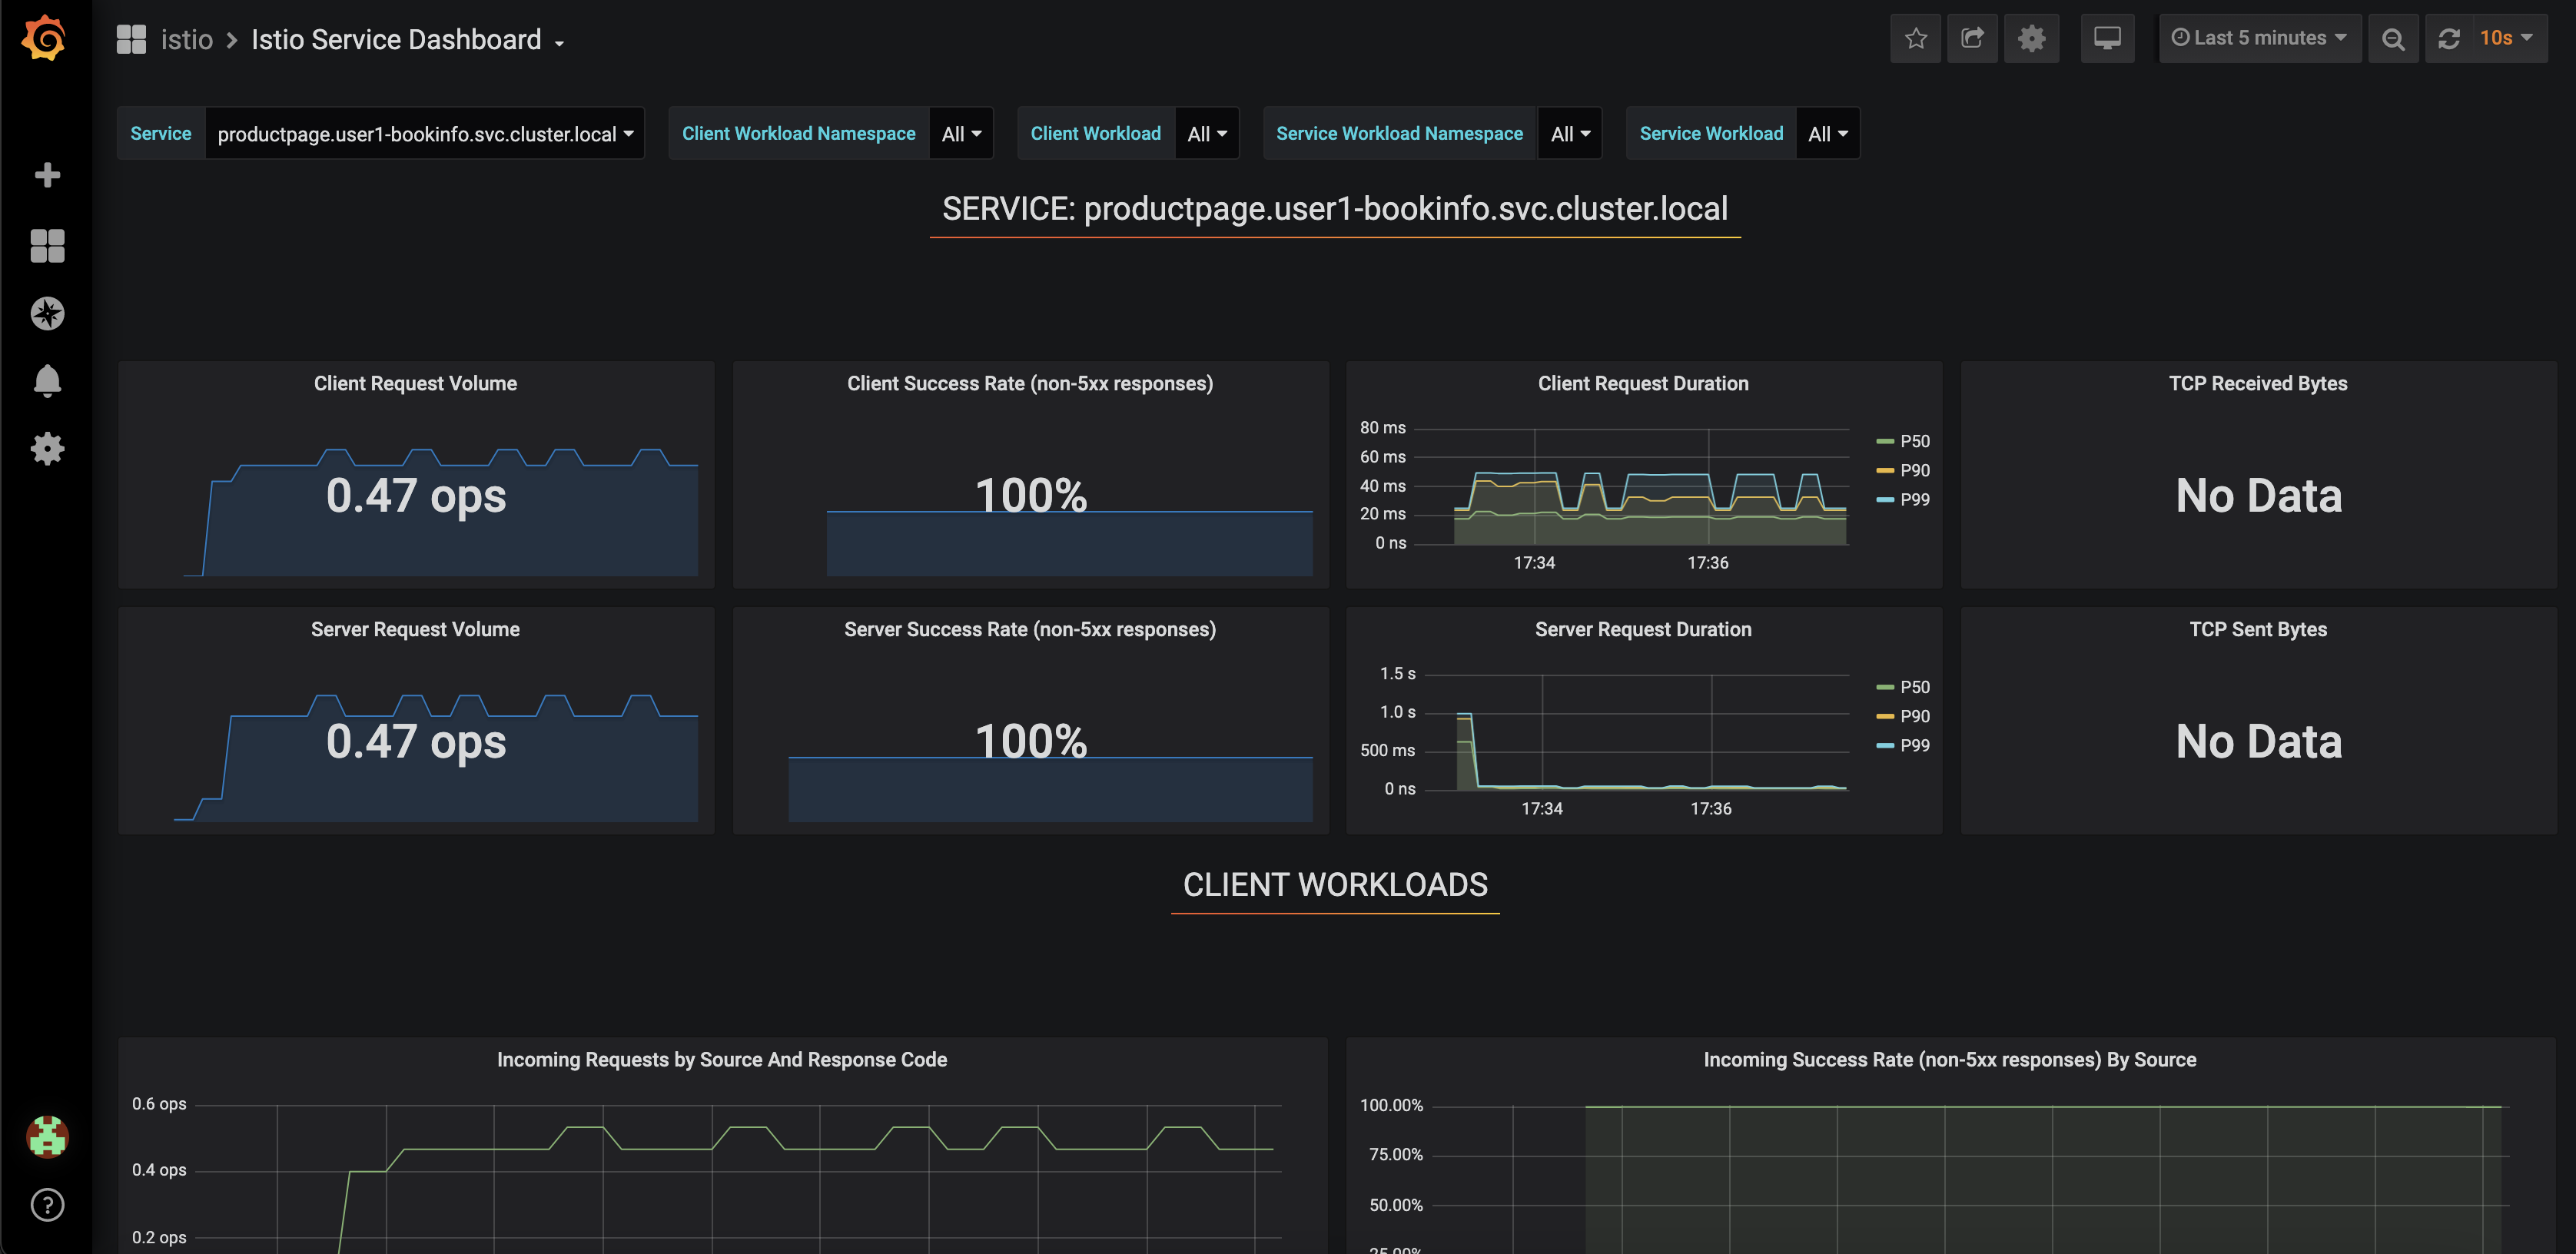 istio > Istio Service Dashboard
Last 5 minutes
10s
Service productpage.user1-bookinfo.svc.cluster.local
Client Workload Namespace All
Client Workload All
Service Workload Namespace All
Service Workload All
SERVICE: productpage.user1-bookinfo.svc.cluster.local
Client Request Volume
0.47 ops
Client Success Rate (non-5xx responses)
100%
Client Request Duration
80 ms
60 ms
40 ms
20 ms
0 ns
17:34
17:36
P50
P90
P99
TCP Received Bytes
No Data
Server Request Volume
0.47 ops
Server Success Rate (non-5xx responses)
100%
Server Request Duration
1.5 s
1.0 s
500 ms
0 ns
17:34
17:36
P50
P90
P99
TCP Sent Bytes
No Data
CLIENT WORKLOADS
Incoming Requests by Source And Response Code
0.6 ops
0.4 ops
0.2 ops
Incoming Success Rate (non-5xx responses) By Source
100.00%
75.00%
50.00%
25.00%
?